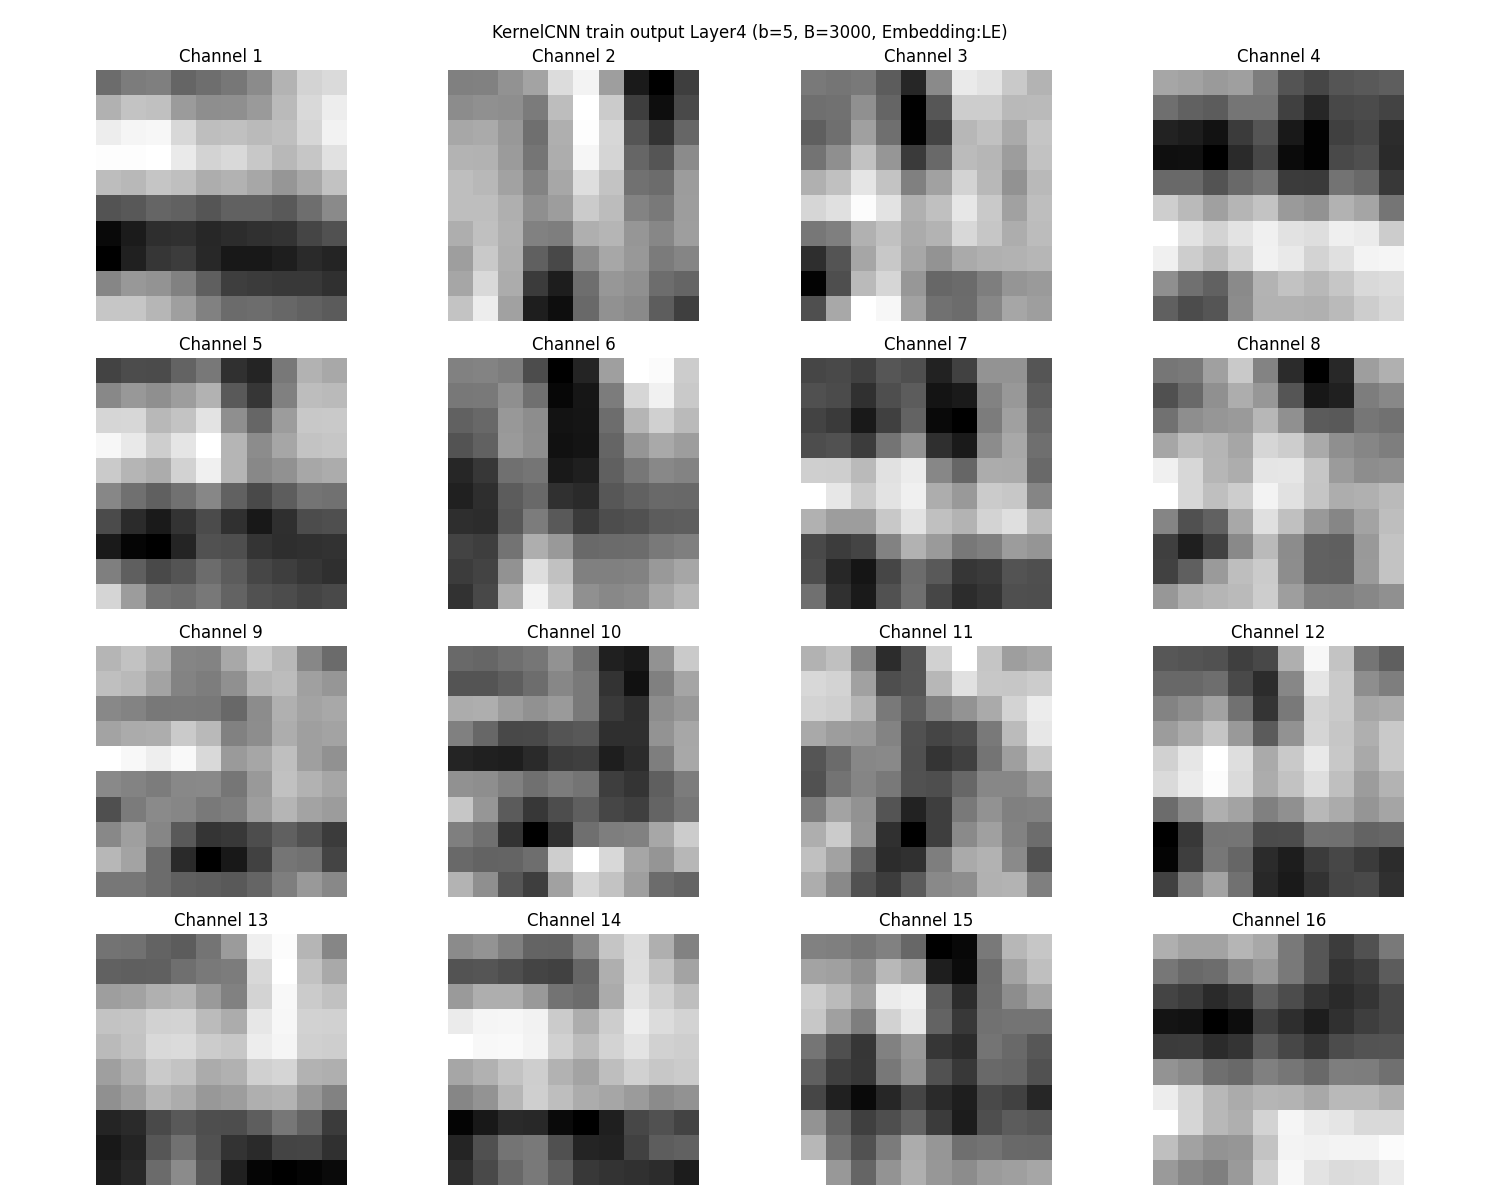 KernelCNN train output Layer4 (b=5, B=3000, Embedding:LE)
Channel 1
Channel 2
Channel 3
Channel 4
Channel 5
Channel 6
Channel 7
Channel 8
Channel 9
Channel 10
Channel 11
Channel 12
Channel 13
Channel 14
Channel 15
Channel 16